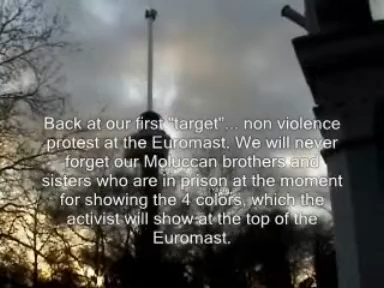 Back at our first "target"... non violence
protest at the Euromast. We will never
forget our Moluccan brothers and
sisters who are in prison at the moment
for showing the 4 colors, which the
activist will show at the top of the
Euromast.